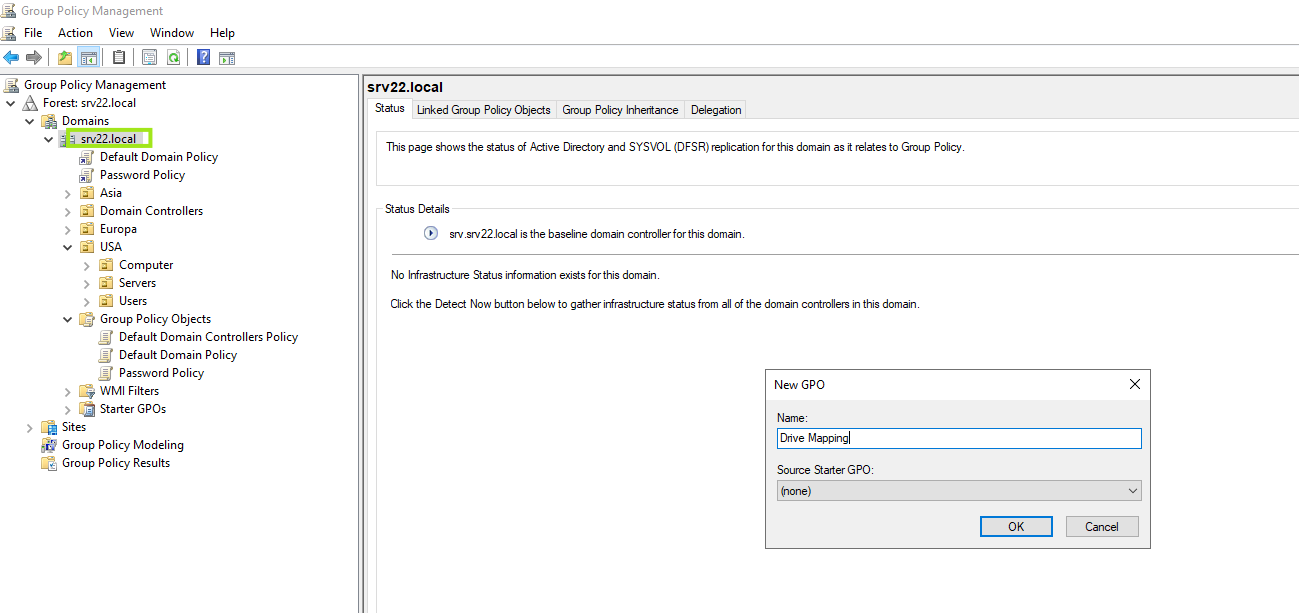 Group Policy Management
File Action View Window Help
Group Policy Management
Forest: srv22.local
Domains
srv22.local
Default Domain Policy
Password Policy
Asia
Domain Controllers
Europa
USA
Computer
Servers
Users
Group Policy Objects
Default Domain Controllers Policy
Default Domain Policy
Password Policy
WMI Filters
Starter GPOs
Sites
Group Policy Modeling
Group Policy Results
srv22.local
Status Linked Group Policy Objects Group Policy Inheritance Delegation
This page shows the status of Active Directory and SYSVOL (DFSR) replication for this domain as it relates to Group Policy.
Status Details
srv.srv22.local is the baseline domain controller for this domain.
No Infrastructure Status information exists for this domain.
Click the Detect Now button below to gather infrastructure status from all of the domain controllers in this domain.
New GPO
Name:
Drive Mapping
Source Starter GPO:
(none)
OK Cancel